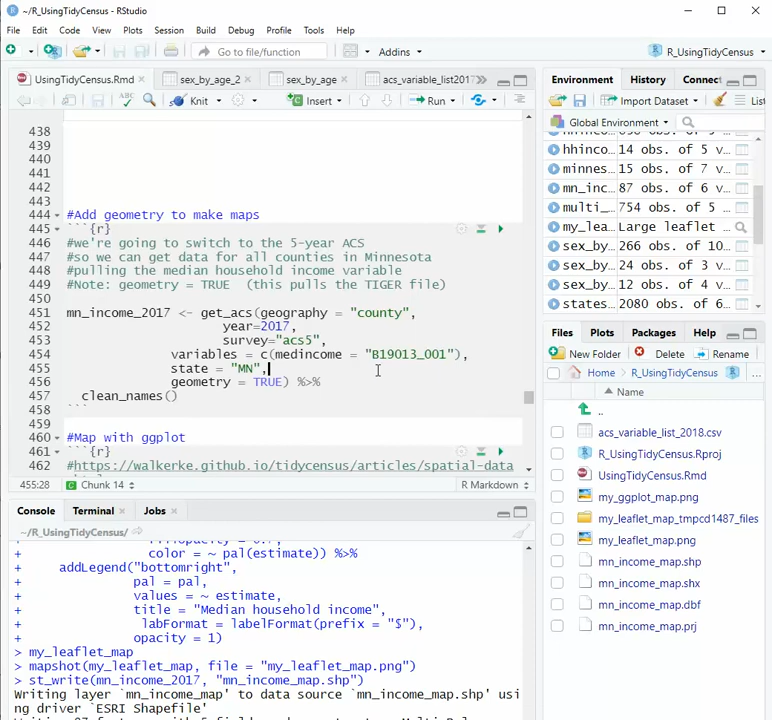 ~/R_UsingTidyCensus - RStudio
File Edit Code View Plots Session Build Debug Profile Tools Help
Go to file/function Addins R_UsingTidyCensus
UsingTidyCensus.Rmd sex_by_age_2 sex_by_age acs_variable_list2017
Knit Insert Run
438
439
440
441
442
443
444 #Add geometry to make maps
445 ```{r}
446 #we're going to switch to the 5-year ACS
447 #so we can get data for all counties in Minnesota
448 #pulling the median household income variable
449 #Note: geometry = TRUE (this pulls the TIGER file)
450
451 mn_income_2017 <- get_acs(geography = "county",
452 year=2017,
453 survey="acs5",
454 variables = c(medincome = "B19013_001"),
455 state = "MN",
456 geometry = TRUE) %>%
457 clean_names()
458 ```
459
460 #Map with ggplot
461 ```{r}
462 #https://walkerke.github.io/tidycensus/articles/spatial-data
455:28 Chunk 14 R Markdown
Console Terminal Jobs
~/R_UsingTidyCensus/
+ color = ~ pal(estimate)) %>%
+ addLegend("bottomright",
+ pal = pal,
+ values = ~ estimate,
+ title = "Median household income",
+ labFormat = labelFormat(prefix = "$"),
+ opacity = 1)
> my_leaflet_map
> mapshot(my_leaflet_map, file = "my_leaflet_map.png")
> st_write(mn_income_2017, "mn_income_map.shp")
Writing layer `mn_income_map' to data source `mn_income_map.shp' usi
ng driver `ESRI Shapefile'
Environment History Connect
Import Dataset List
Global Environment
hhinco... 14 obs. of 5 v...
minnes... 15 obs. of 7 v...
mn_inc... 87 obs. of 6 v...
multi_... 754 obs. of 5
my_lea... Large leaflet
sex_by... 266 obs. of 10
sex_by... 24 obs. of 3 v...
sex_by... 12 obs. of 4 v...
states... 2080 obs. of 6...
Files Plots Packages Help
New Folder Delete Rename
Home R_UsingTidyCensus ...
Name
..
acs_variable_list_2018.csv
R_UsingTidyCensus.Rproj
UsingTidyCensus.Rmd
my_ggplot_map.png
my_leaflet_map_tmpcd1487_files
my_leaflet_map.png
mn_income_map.shp
mn_income_map.shx
mn_income_map.dbf
mn_income_map.prj